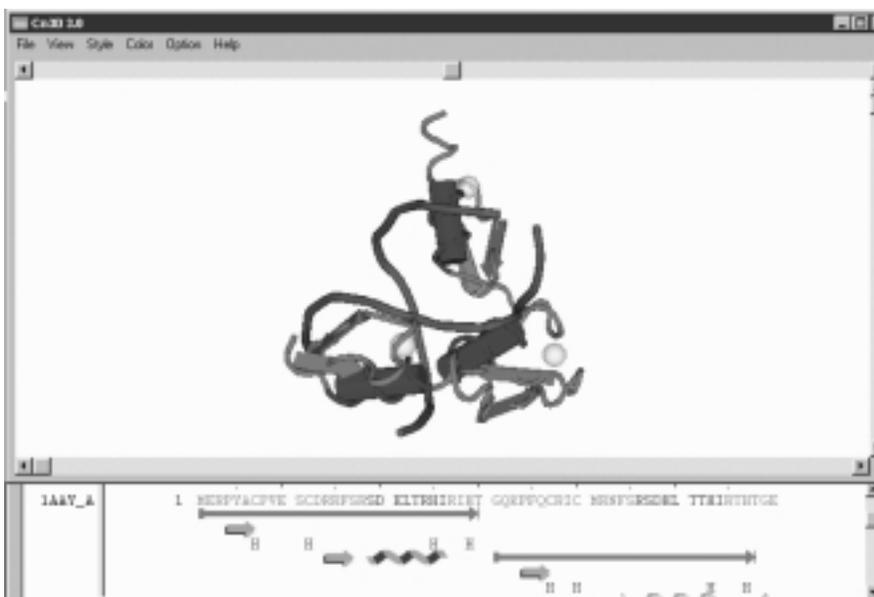 Cn3D 3.0
File View Style Color Option Help
1AAY_A 1 MERPYACPVE SCDRRFSRSD ELTRHIRIHT GQKPFQCRIC MRNFSRSDHL TTHIRTHTGE
H H H H
H H H H